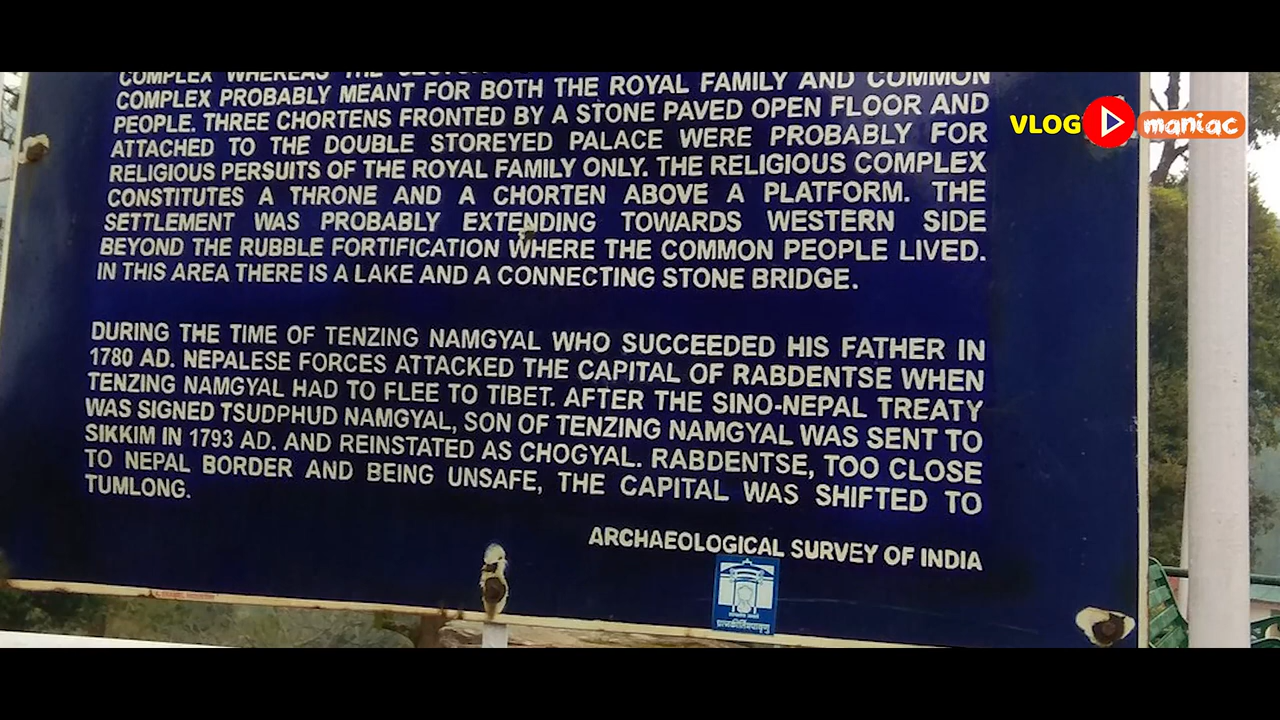 COMPLEX WHEREAS THE
COMPLEX PROBABLY MEANT FOR BOTH THE ROYAL FAMILY AND COMMON
PEOPLE. THREE CHORTENS FRONTED BY A STONE PAVED OPEN FLOOR AND
ATTACHED TO THE DOUBLE STOREYED PALACE WERE PROBABLY FOR
RELIGIOUS PERSUITS OF THE ROYAL FAMILY ONLY. THE RELIGIOUS COMPLEX
CONSTITUTES A THRONE AND A CHORTEN ABOVE A PLATFORM. THE
SETTLEMENT WAS PROBABLY EXTENDING TOWARDS WESTERN SIDE
BEYOND THE RUBBLE FORTIFICATION WHERE THE COMMON PEOPLE LIVED.
IN THIS AREA THERE IS A LAKE AND A CONNECTING STONE BRIDGE.
DURING THE TIME OF TENZING NAMGYAL WHO SUCCEEDED HIS FATHER IN
1780 AD. NEPALESE FORCES ATTACKED THE CAPITAL OF RABDENTSE WHEN
TENZING NAMGYAL HAD TO FLEE TO TIBET. AFTER THE SINO-NEPAL TREATY
WAS SIGNED TSUDPHUD NAMGYAL, SON OF TENZING NAMGYAL WAS SENT TO
SIKKIM IN 1793 AD. AND REINSTATED AS CHOGYAL. RABDENTSE, TOO CLOSE
TO NEPAL BORDER AND BEING UNSAFE, THE CAPITAL WAS SHIFTED TO
TUMLONG.
ARCHAEOLOGICAL SURVEY OF INDIA
VLOG maniac